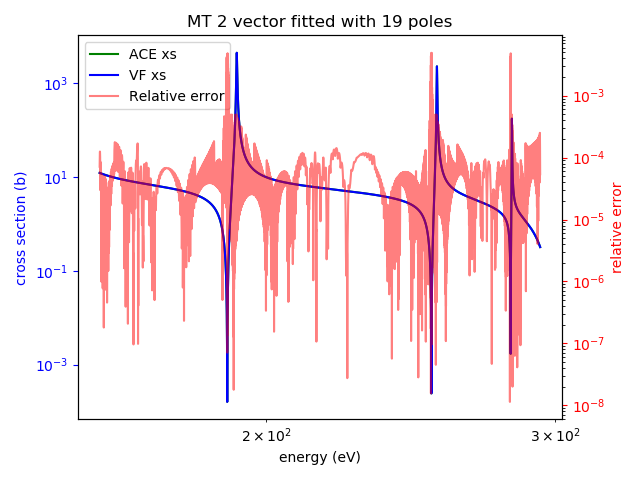 MT 2 vector fitted with 19 poles
ACE xs
VF xs
Relative error
cross section (b)
10³
10¹
10⁻¹
10⁻³
relative error
10⁻³
10⁻⁴
10⁻⁵
10⁻⁶
10⁻⁷
10⁻⁸
2 × 10² 3 × 10²
energy (eV)